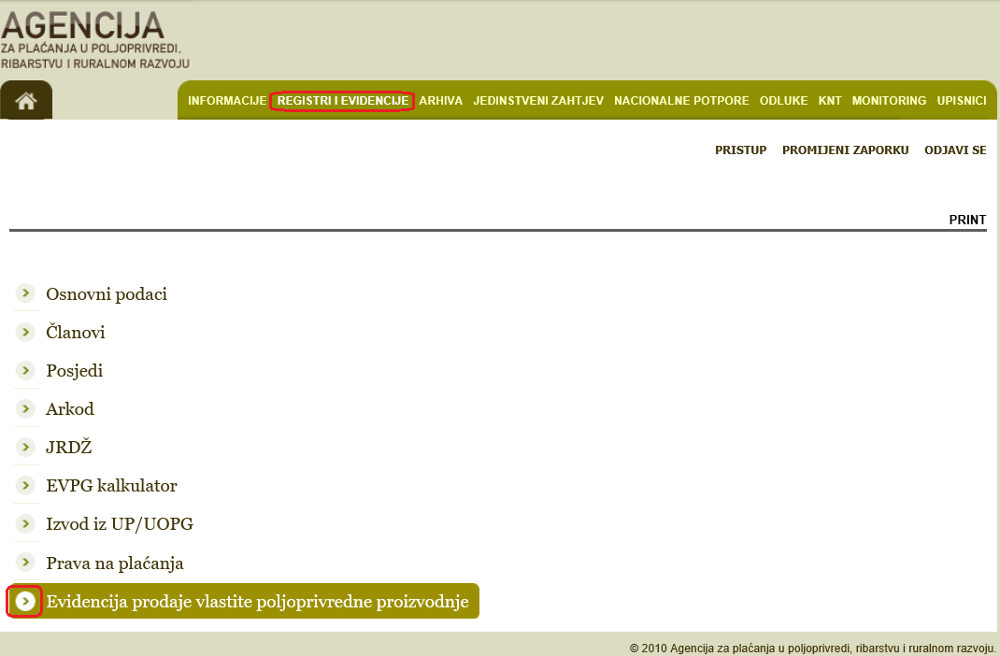 AGENCIJA
ZA PLAĆANJA U POLJOPRIVREDI,
RIBARSTVU I RURALNOM RAZVOJU
INFORMACIJE REGISTRI I EVIDENCIJE ARHIVA JEDINSTVENI ZAHTJEV NACIONALNE POTPORE ODLUKE KNT MONITORING UPISNICI
PRISTUP PROMIJENI ZAPORKU ODJAVI SE
PRINT
Osnovni podaci
Članovi
Posjedi
Arkod
JRDŽ
EVPG kalkulator
Izvod iz UP/UOPG
Prava na plaćanja
Evidencija prodaje vlastite poljoprivredne proizvodnje
© 2010 Agencija za plaćanja u poljoprivredi, ribarstvu i ruralnom razvoju.